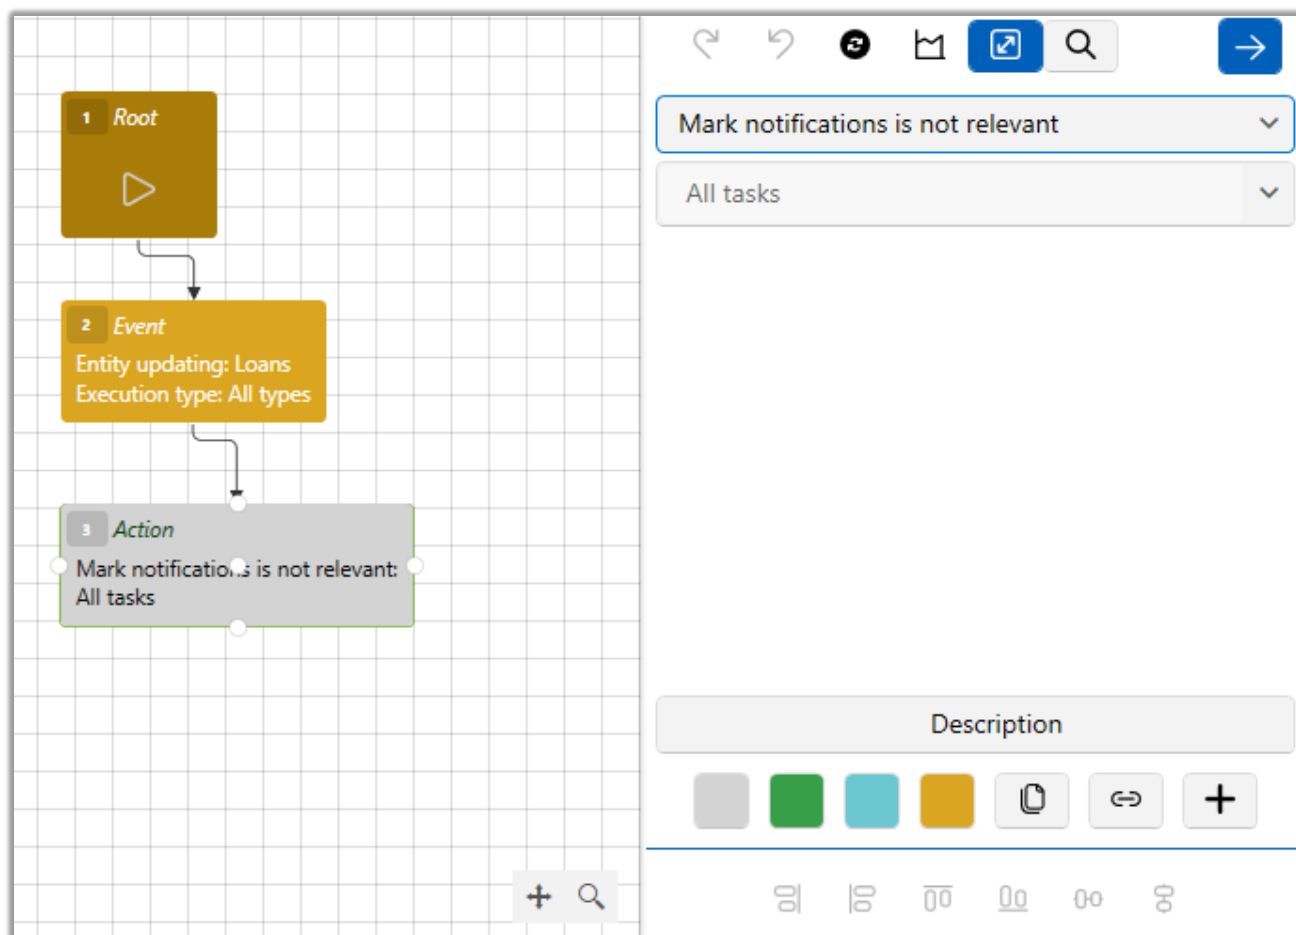 1 Root
2 Event
Entity updating: Loans
Execution type: All types
3 Action
Mark notifications is not relevant:
All tasks
Mark notifications is not relevant
All tasks
Description